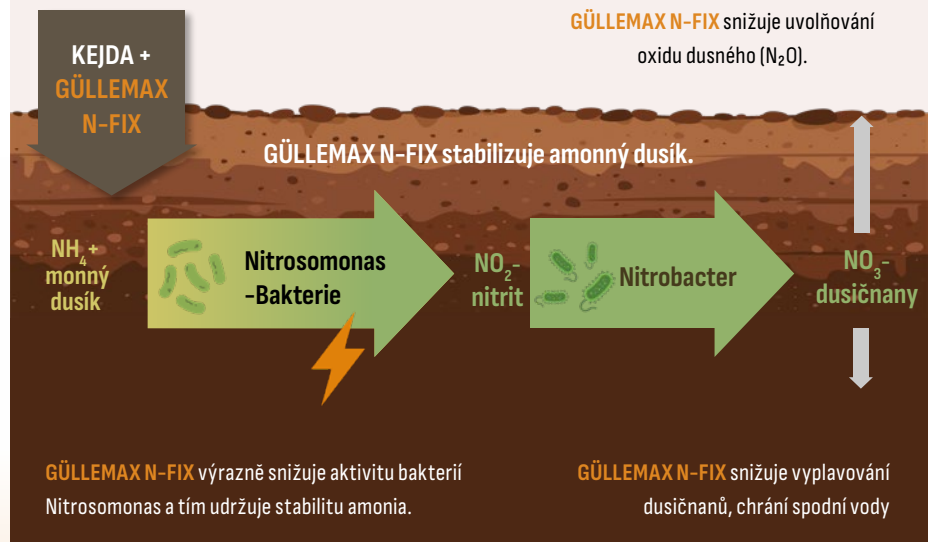 KEJDA +
GÜLLEMAX
N-FIX
GÜLLEMAX N-FIX snižuje uvolňování
oxidu dusného (N₂O).
GÜLLEMAX N-FIX stabilizuje amonný dusík.
NH₄+
monný
dusík
Nitrosomonas
-Bakterie
NO₂-
nitrit
Nitrobacter
NO₃-
dusičnany
GÜLLEMAX N-FIX výrazně snižuje aktivitu bakterií
Nitrosomonas a tím udržuje stabilitu amonia.
GÜLLEMAX N-FIX snižuje vyplavování
dusičnanů, chrání spodní vody